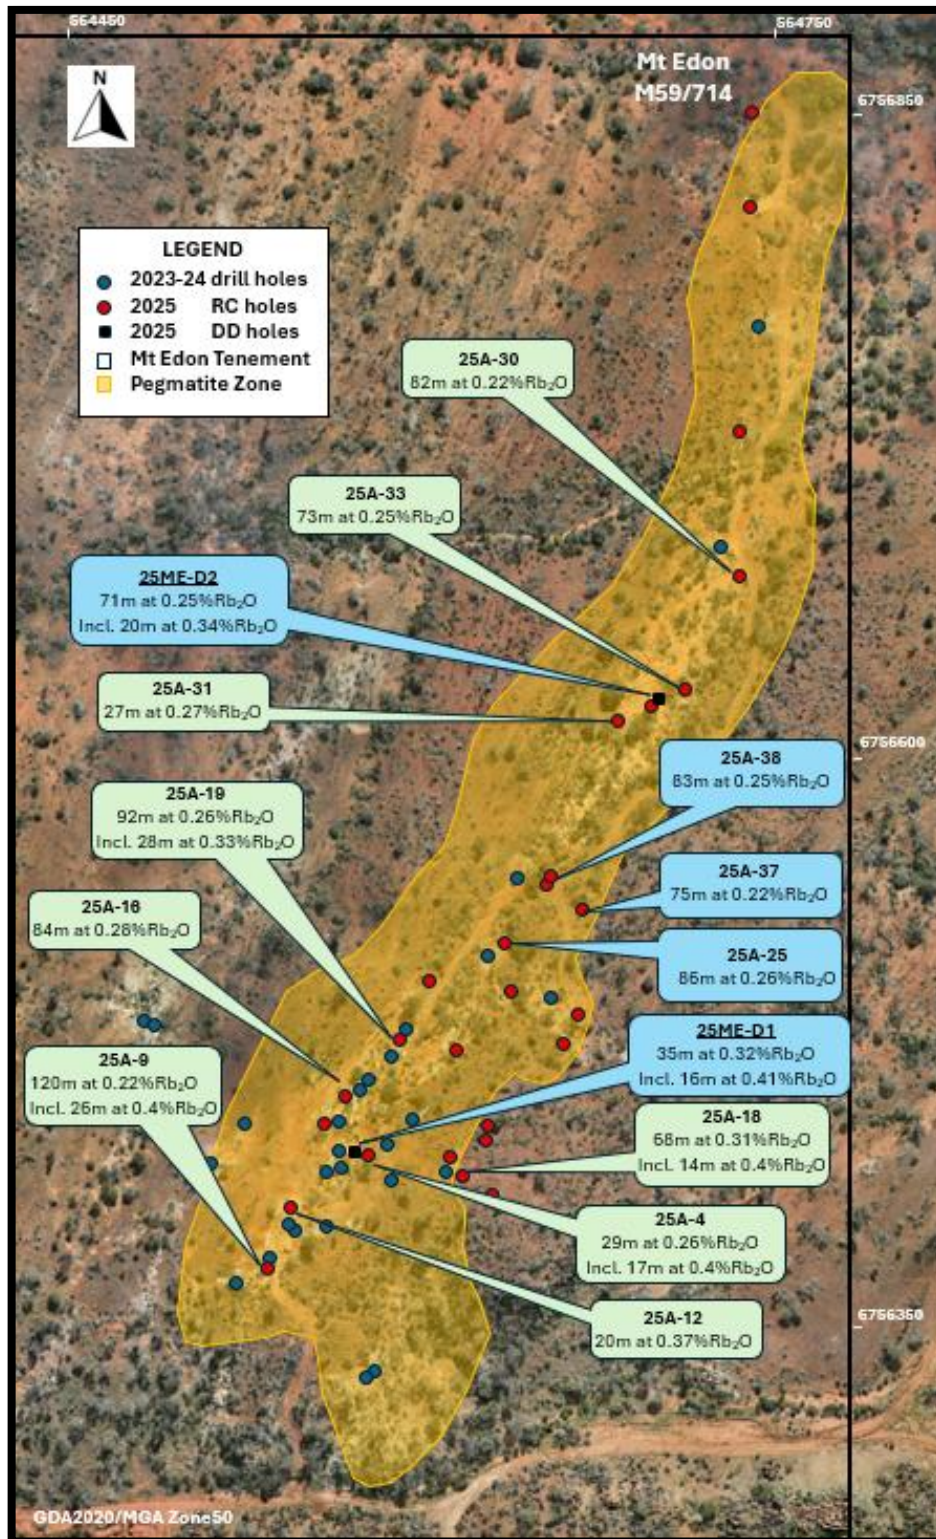 564450
564750
Mt Edon
M59/714
6756850
N
LEGEND
2023-24 drill holes
2025 RC holes
2025 DD holes
Mt Edon Tenement
Pegmatite Zone
25A-30
82m at 0.22%Rb₂O
25A-33
73m at 0.25%Rb₂O
25ME-D2
71m at 0.25%Rb₂O
Incl. 20m at 0.34%Rb₂O
25A-31
27m at 0.27%Rb₂O
6756600
25A-38
83m at 0.25%Rb₂O
25A-19
92m at 0.26%Rb₂O
Incl. 28m at 0.33%Rb₂O
25A-37
75m at 0.22%Rb₂O
25A-16
84m at 0.28%Rb₂O
25A-25
86m at 0.26%Rb₂O
25ME-D1
35m at 0.32%Rb₂O
Incl. 16m at 0.41%Rb₂O
25A-9
120m at 0.22%Rb₂O
Incl. 26m at 0.4%Rb₂O
25A-18
68m at 0.31%Rb₂O
Incl. 14m at 0.4%Rb₂O
25A-4
29m at 0.26%Rb₂O
Incl. 17m at 0.4%Rb₂O
25A-12
20m at 0.37%Rb₂O
6756350
GDA2020/MGA Zone50